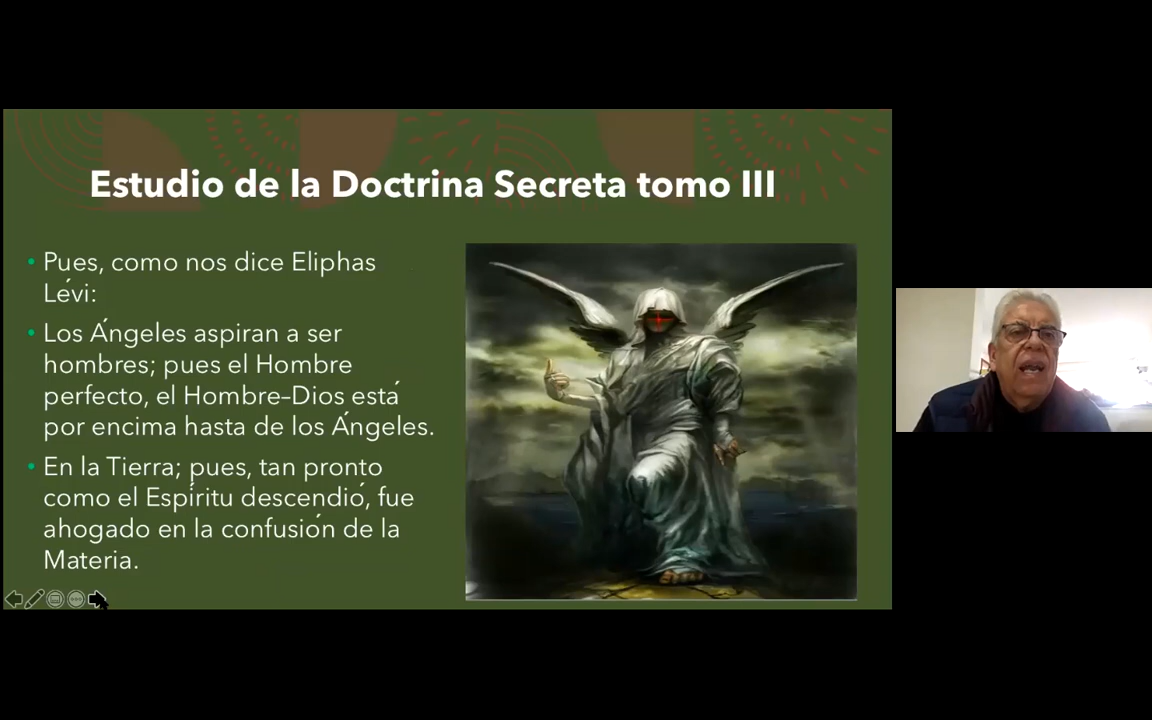 Estudio de la Doctrina Secreta tomo III
• Pues, como nos dice Eliphas
Lévi:
• Los Ángeles aspiran a ser
hombres; pues el Hombre
perfecto, el Hombre–Dios está
por encima hasta de los Ángeles.
• En la Tierra; pues, tan pronto
como el Espíritu descendió, fue
ahogado en la confusión de la
Materia.